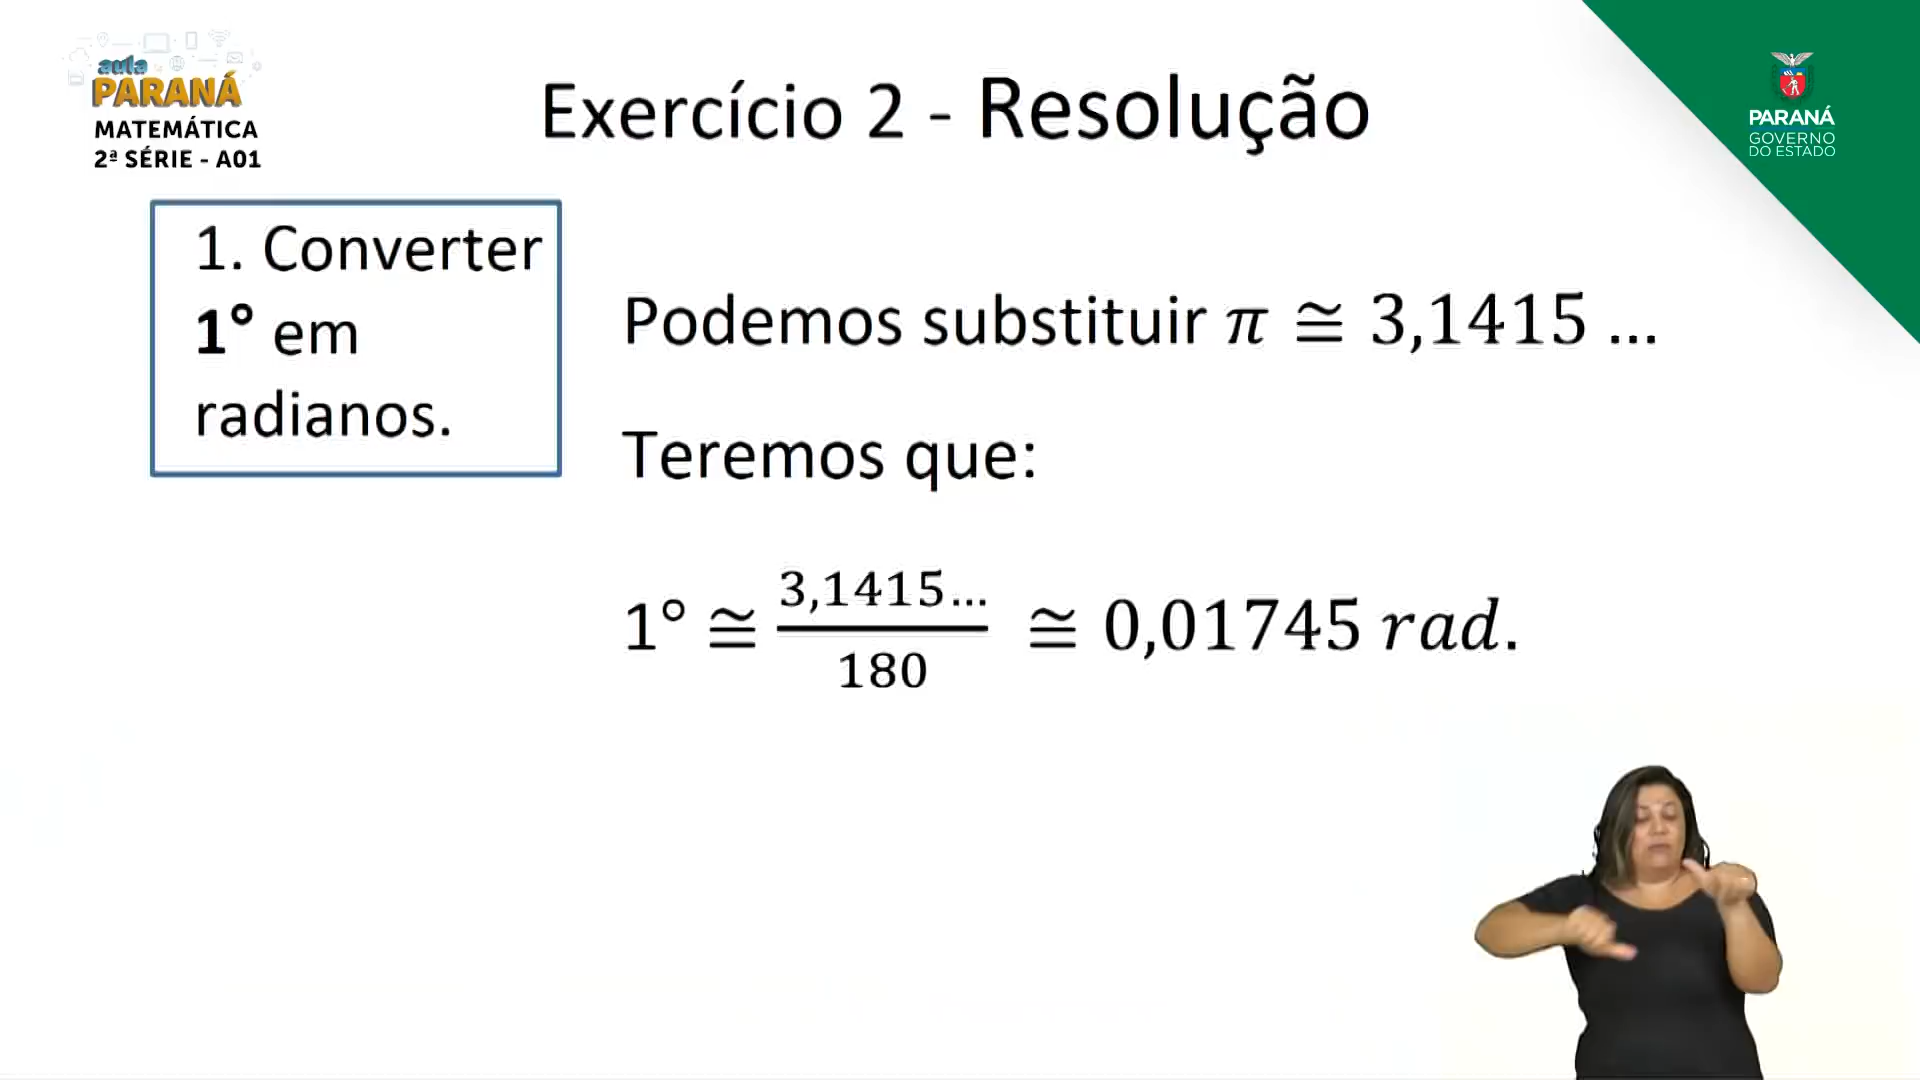 aula
PARANÁ
MATEMÁTICA
2ª SÉRIE - A01
Exercício 2 - Resolução
PARANÁ
GOVERNO
DO ESTADO
1. Converter
1° em
radianos.
Podemos substituir π ≅ 3,1415 ...
Teremos que:
1° ≅ 3,1415.../180 ≅ 0,01745 rad.